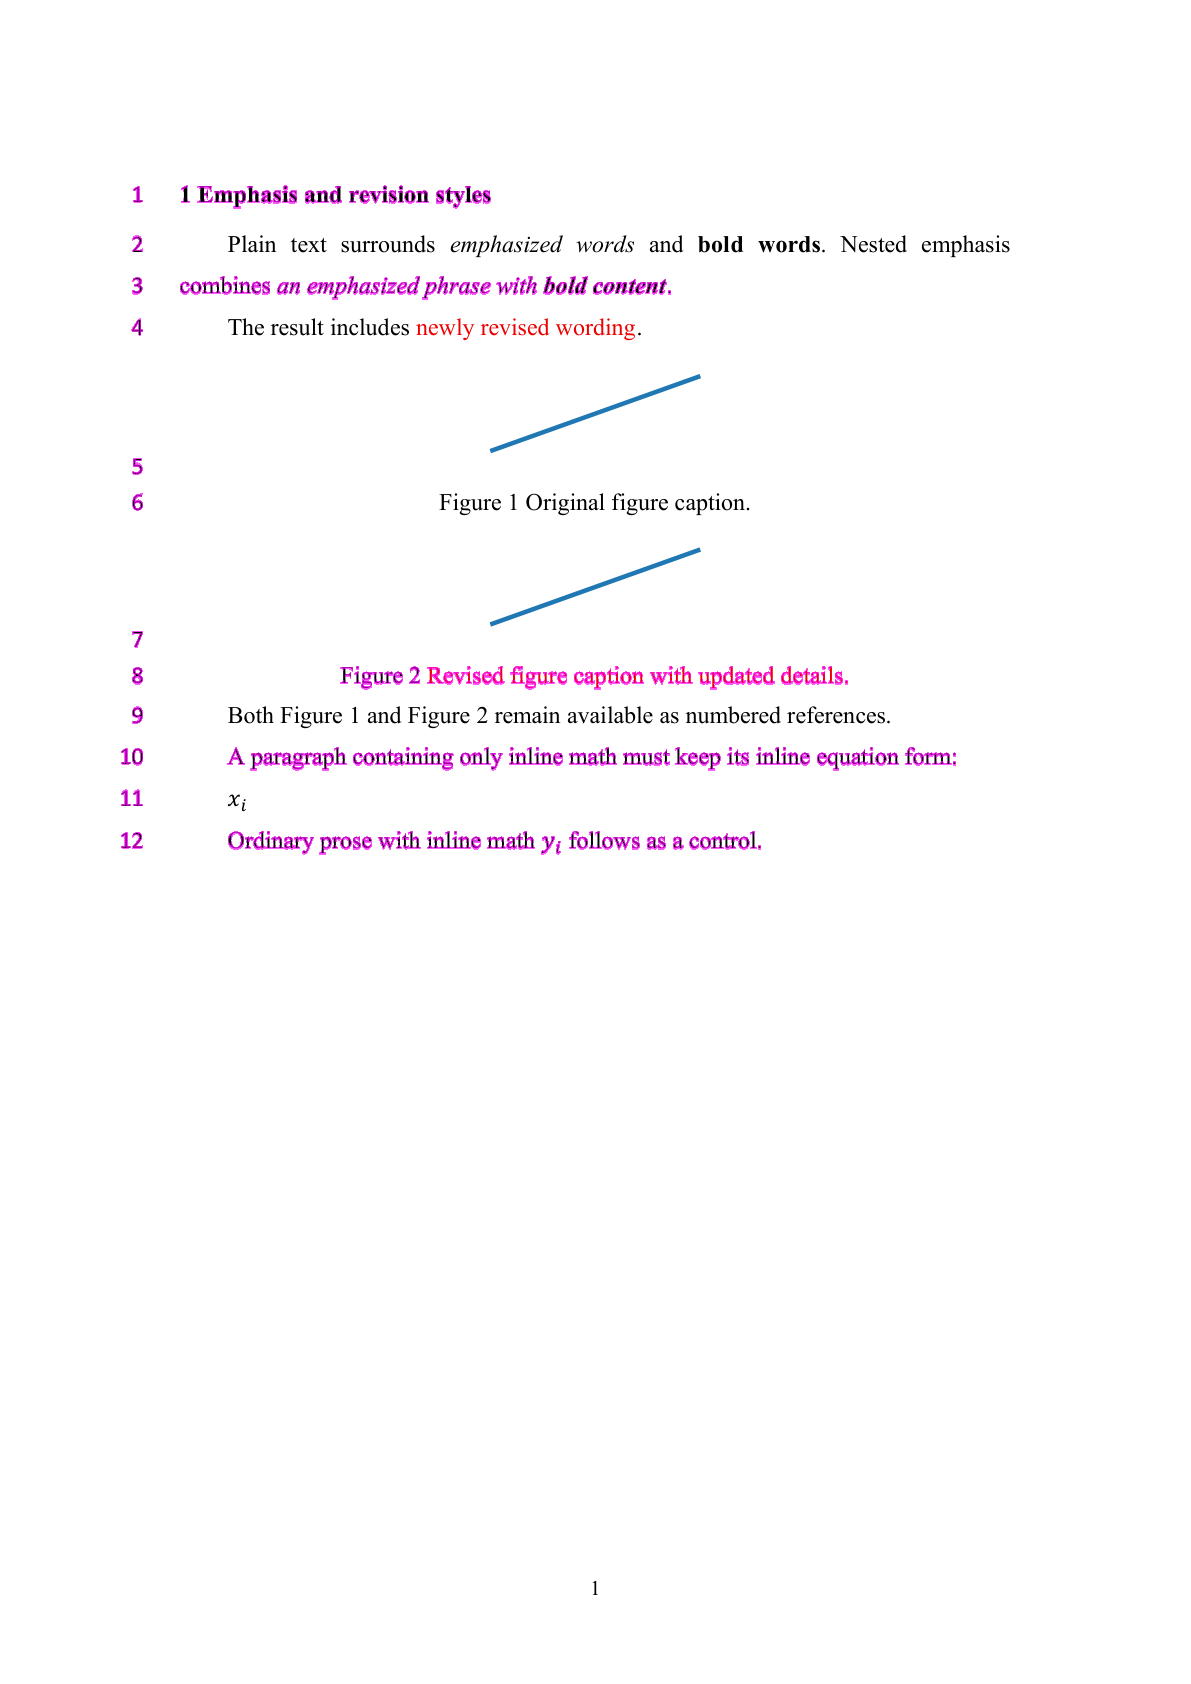 1 1 Emphasis and revision styles
2 Plain text surrounds emphasized words and bold words. Nested emphasis
3 combines an emphasized phrase with bold content.
4 The result includes newly revised wording.
5
6 Figure 1 Original figure caption.
7
8 Figure 2 Revised figure caption with updated details.
9 Both Figure 1 and Figure 2 remain available as numbered references.
10 A paragraph containing only inline math must keep its inline equation form:
11 xᵢ
12 Ordinary prose with inline math yᵢ follows as a control.
1